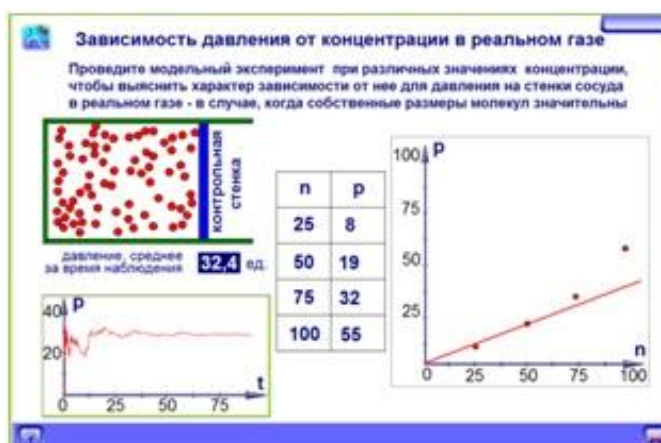 Зависимость давления от концентрации в реальном газе
Проведите модельный эксперимент при различных значениях концентрации,
чтобы выяснить характер зависимости от нее для давления на стенки сосуда
в реальном газе - в случае, когда собственные размеры молекул значительны
контрольная
стенка
давление, среднее
за время наблюдения 32,4 ед.
n p
25 8
50 19
75 32
100 55
p
100
75
50
25
0 25 50 75 100
n
p
40
20
0 25 50 75
t